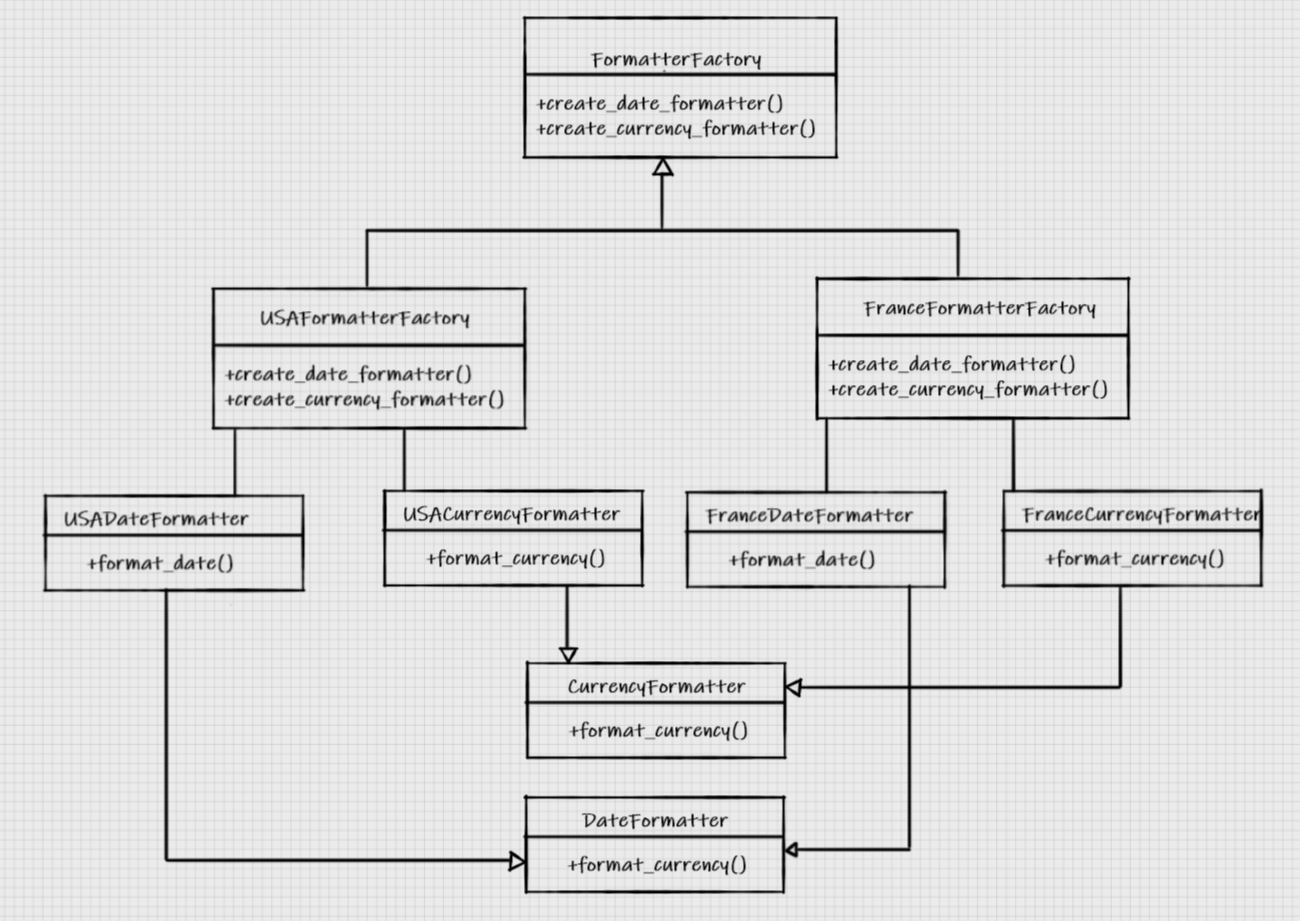 FormatterFactory
+create_date_formatter()
+create_currency_formatter()
USAFormatterFactory
+create_date_formatter()
+create_currency_formatter()
FranceFormatterFactory
+create_date_formatter()
+create_currency_formatter()
USADateFormatter
+format_date()
USACurrencyFormatter
+format_currency()
FranceDateFormatter
+format_date()
FranceCurrencyFormatter
+format_currency()
CurrencyFormatter
+format_currency()
DateFormatter
+format_currency()